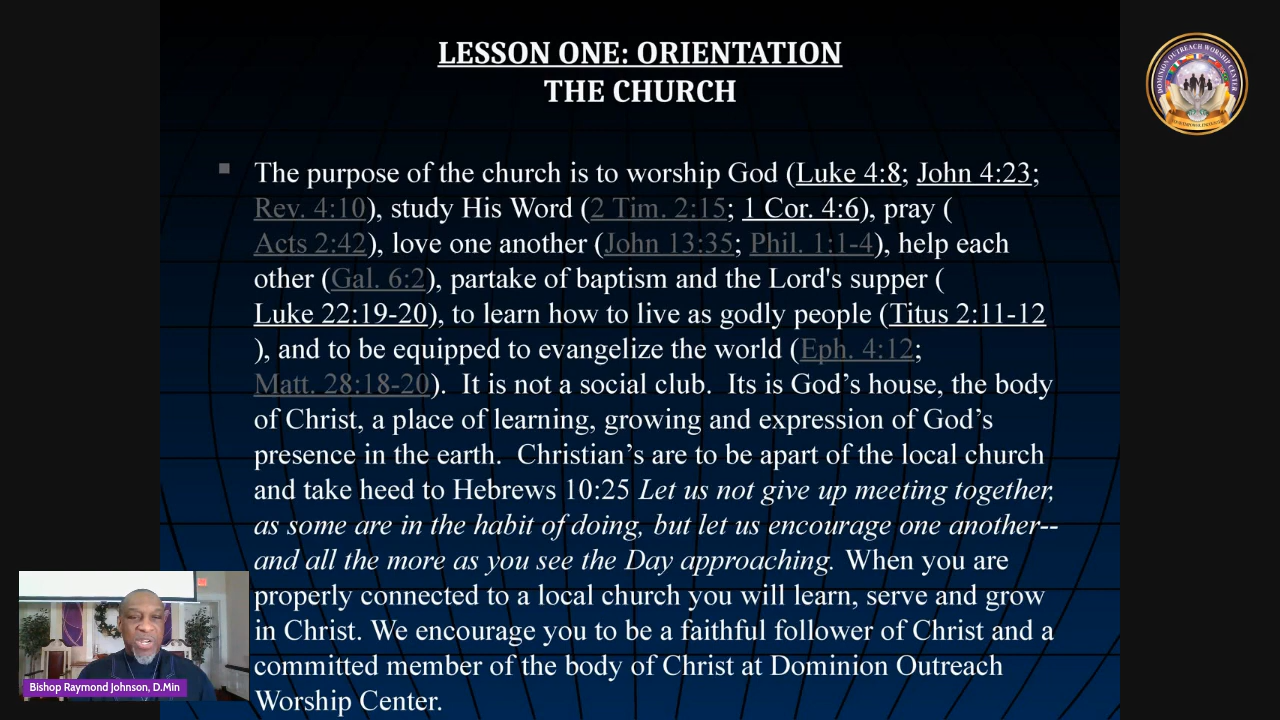 LESSON ONE: ORIENTATION
THE CHURCH
DOMINION OUTREACH WORSHIP CENTER
The purpose of the church is to worship God (Luke 4:8; John 4:23;
Rev. 4:10), study His Word (2 Tim. 2:15; 1 Cor. 4:6), pray (
Acts 2:42), love one another (John 13:35; Phil. 1:1-4), help each
other (Gal. 6:2), partake of baptism and the Lord's supper (
Luke 22:19-20), to learn how to live as godly people (Titus 2:11-12
), and to be equipped to evangelize the world (Eph. 4:12;
Matt. 28:18-20).  It is not a social club.  Its is God’s house, the body
of Christ, a place of learning, growing and expression of God’s
presence in the earth.  Christian’s are to be apart of the local church
and take heed to Hebrews 10:25 Let us not give up meeting together,
as some are in the habit of doing, but let us encourage one another--
and all the more as you see the Day approaching. When you are
properly connected to a local church you will learn, serve and grow
in Christ. We encourage you to be a faithful follower of Christ and a
committed member of the body of Christ at Dominion Outreach
Worship Center.
Bishop Raymond Johnson, D.Min